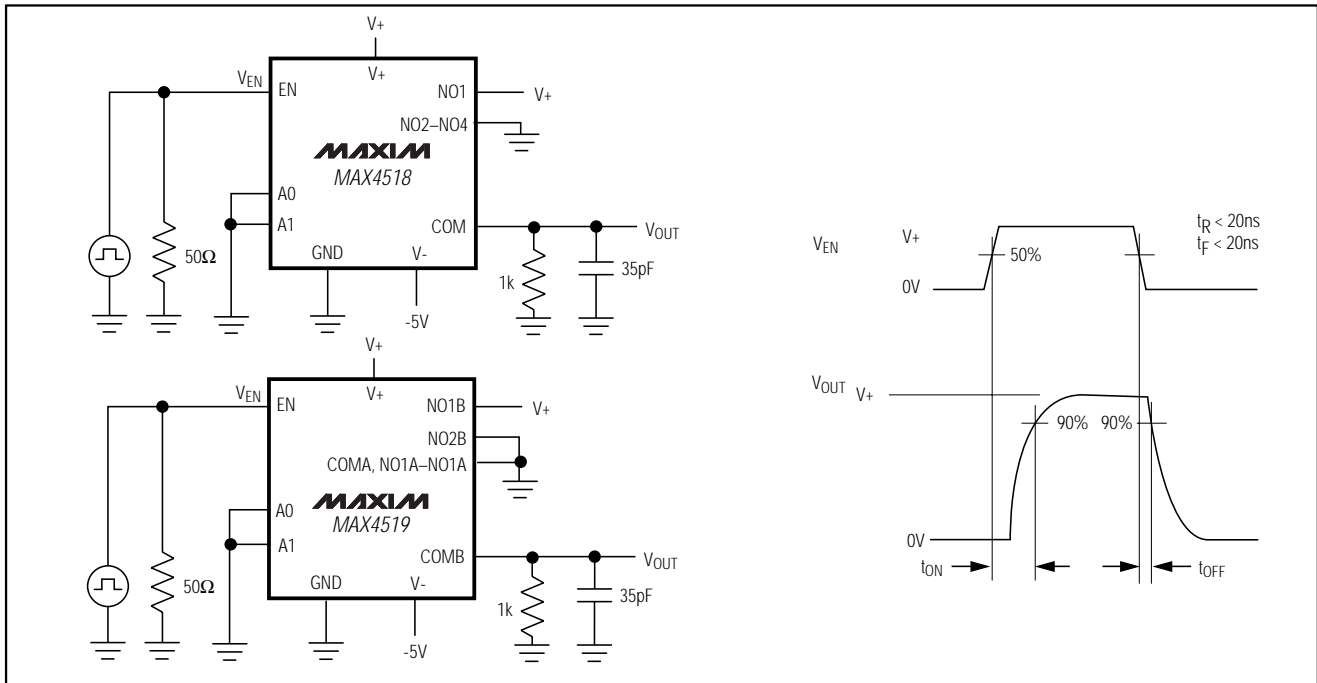 V+
V+
VEN
EN
NO1
V+
NO2–NO4
MAXIM
MAX4518
A0
A1
COM
VOUT
50Ω
GND
V-
1k
35pF
-5V
V+
V+
VEN
EN
NO1B
V+
NO2B
COMA, NO1A–NO1A
MAXIM
MAX4519
A0
A1
COMB
VOUT
50Ω
GND
V-
1k
35pF
-5V
VEN
V+
50%
0V
tR < 20ns
tF < 20ns
VOUT
V+
90%
90%
0V
tON
tOFF